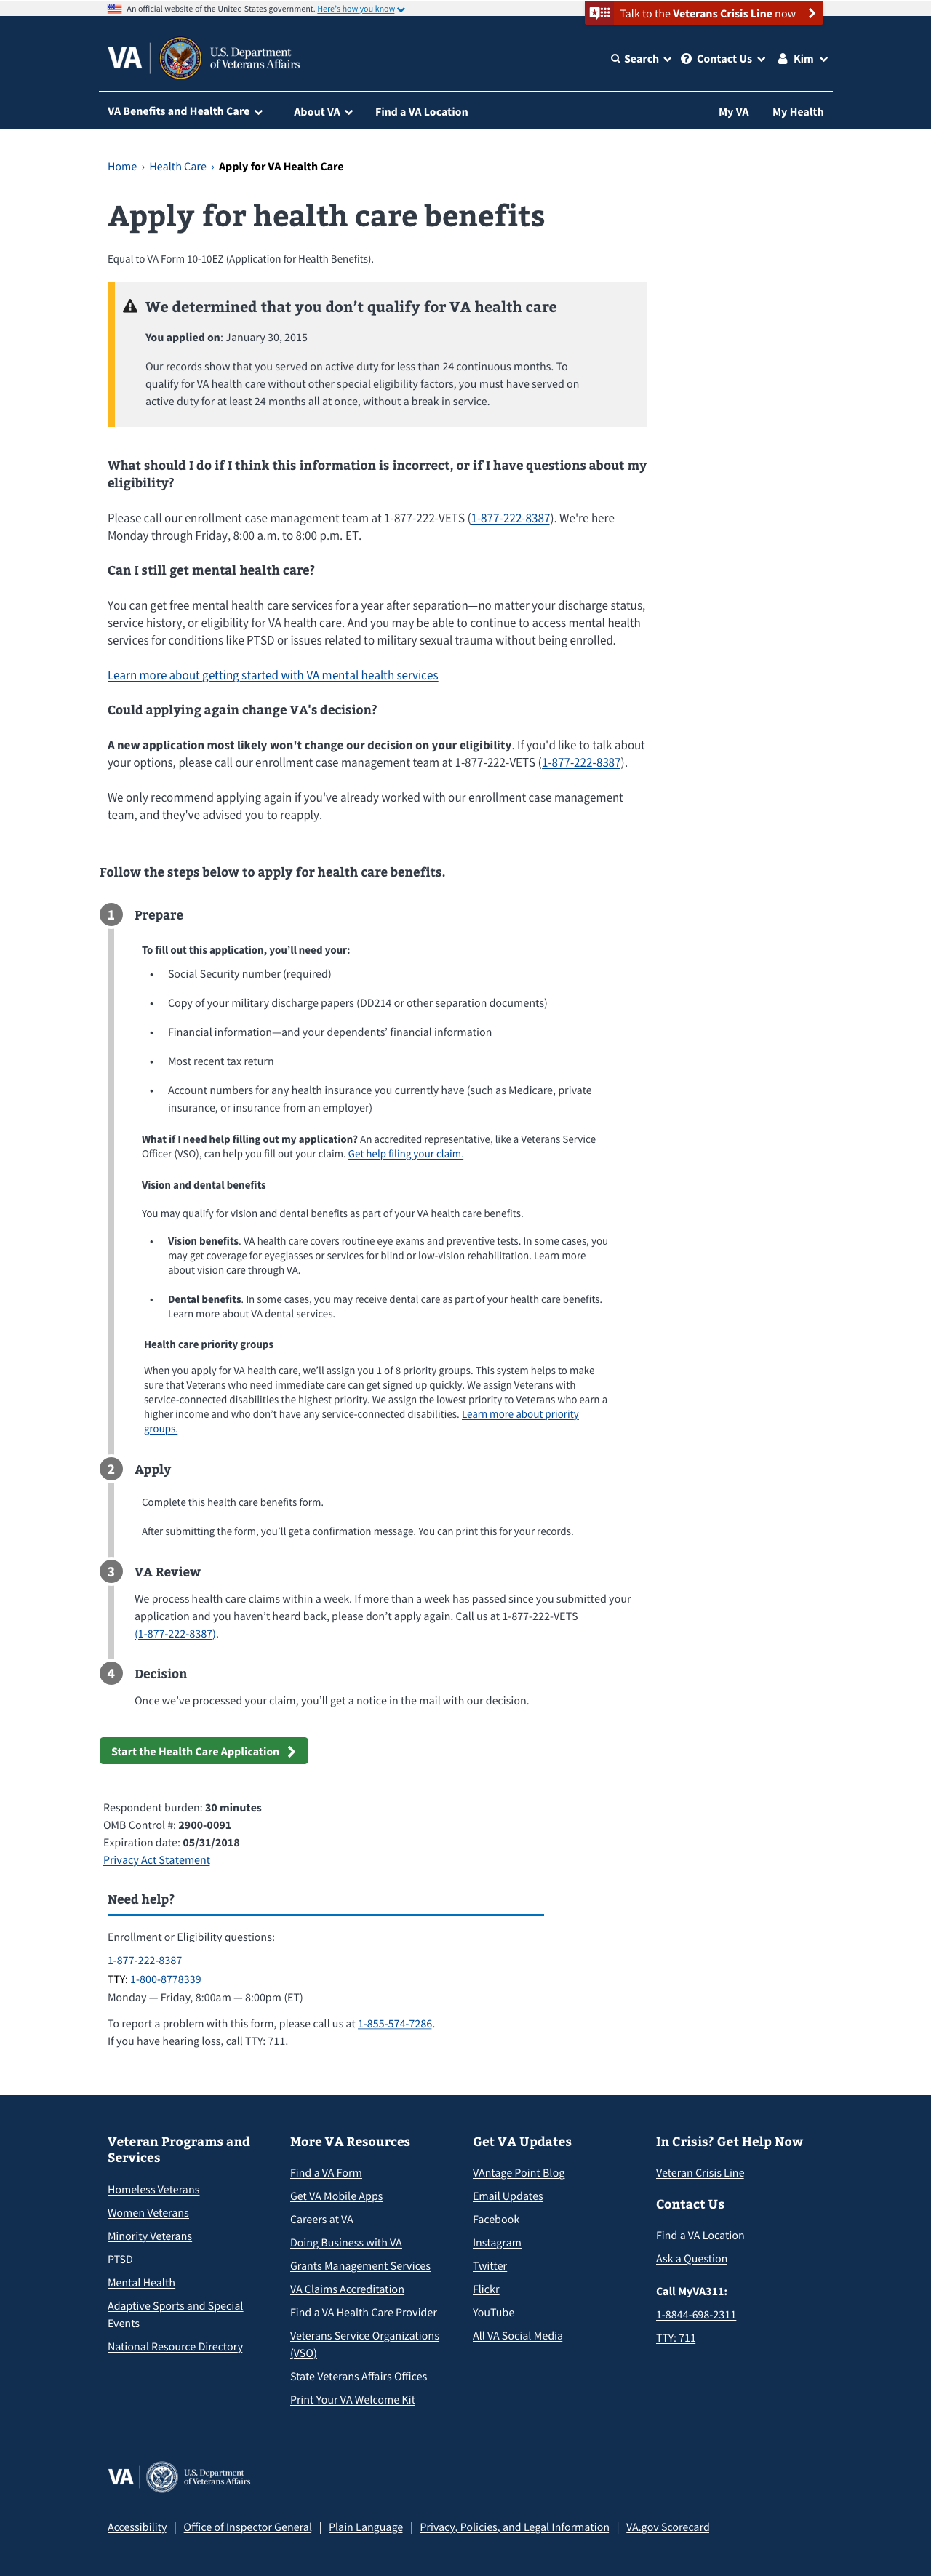 An official website of the United States government. Here's how you know
Talk to the Veterans Crisis Line now
VA
U.S. Department
of Veterans Affairs
Search
Contact Us
Kim
VA Benefits and Health Care
About VA
Find a VA Location
My VA
My Health
Home › Health Care › Apply for VA Health Care
Apply for health care benefits
Equal to VA Form 10-10EZ (Application for Health Benefits).
We determined that you don’t qualify for VA health care
You applied on: January 30, 2015
Our records show that you served on active duty for less than 24 continuous months. To
qualify for VA health care without other special eligibility factors, you must have served on
active duty for at least 24 months all at once, without a break in service.
What should I do if I think this information is incorrect, or if I have questions about my
eligibility?
Please call our enrollment case management team at 1-877-222-VETS (1-877-222-8387). We're here
Monday through Friday, 8:00 a.m. to 8:00 p.m. ET.
Can I still get mental health care?
You can get free mental health care services for a year after separation—no matter your discharge status,
service history, or eligibility for VA health care. And you may be able to continue to access mental health
services for conditions like PTSD or issues related to military sexual trauma without being enrolled.
Learn more about getting started with VA mental health services
Could applying again change VA's decision?
A new application most likely won't change our decision on your eligibility. If you'd like to talk about
your options, please call our enrollment case management team at 1-877-222-VETS (1-877-222-8387).
We only recommend applying again if you've already worked with our enrollment case management
team, and they've advised you to reapply.
Follow the steps below to apply for health care benefits.
1 Prepare
To fill out this application, you’ll need your:
• Social Security number (required)
• Copy of your military discharge papers (DD214 or other separation documents)
• Financial information—and your dependents’ financial information
• Most recent tax return
• Account numbers for any health insurance you currently have (such as Medicare, private
insurance, or insurance from an employer)
What if I need help filling out my application? An accredited representative, like a Veterans Service
Officer (VSO), can help you fill out your claim. Get help filing your claim.
Vision and dental benefits
You may qualify for vision and dental benefits as part of your VA health care benefits.
• Vision benefits. VA health care covers routine eye exams and preventive tests. In some cases, you
may get coverage for eyeglasses or services for blind or low-vision rehabilitation. Learn more
about vision care through VA.
• Dental benefits. In some cases, you may receive dental care as part of your health care benefits.
Learn more about VA dental services.
Health care priority groups
When you apply for VA health care, we’ll assign you 1 of 8 priority groups. This system helps to make
sure that Veterans who need immediate care can get signed up quickly. We assign Veterans with
service-connected disabilities the highest priority. We assign the lowest priority to Veterans who earn a
higher income and who don’t have any service-connected disabilities. Learn more about priority
groups.
2 Apply
Complete this health care benefits form.
After submitting the form, you’ll get a confirmation message. You can print this for your records.
3 VA Review
We process health care claims within a week. If more than a week has passed since you submitted your
application and you haven’t heard back, please don’t apply again. Call us at 1-877-222-VETS
(1-877-222-8387).
4 Decision
Once we’ve processed your claim, you’ll get a notice in the mail with our decision.
Start the Health Care Application
Respondent burden: 30 minutes
OMB Control #: 2900-0091
Expiration date: 05/31/2018
Privacy Act Statement
Need help?
Enrollment or Eligibility questions:
1-877-222-8387
TTY: 1-800-8778339
Monday — Friday, 8:00am — 8:00pm (ET)
To report a problem with this form, please call us at 1-855-574-7286.
If you have hearing loss, call TTY: 711.
Veteran Programs and
Services
Homeless Veterans
Women Veterans
Minority Veterans
PTSD
Mental Health
Adaptive Sports and Special
Events
National Resource Directory
More VA Resources
Find a VA Form
Get VA Mobile Apps
Careers at VA
Doing Business with VA
Grants Management Services
VA Claims Accreditation
Find a VA Health Care Provider
Veterans Service Organizations
(VSO)
State Veterans Affairs Offices
Print Your VA Welcome Kit
Get VA Updates
VAntage Point Blog
Email Updates
Facebook
Instagram
Twitter
Flickr
YouTube
All VA Social Media
In Crisis? Get Help Now
Veteran Crisis Line
Contact Us
Find a VA Location
Ask a Question
Call MyVA311:
1-8844-698-2311
TTY: 711
VA
U.S. Department
of Veterans Affairs
Accessibility | Office of Inspector General | Plain Language | Privacy, Policies, and Legal Information | VA.gov Scorecard